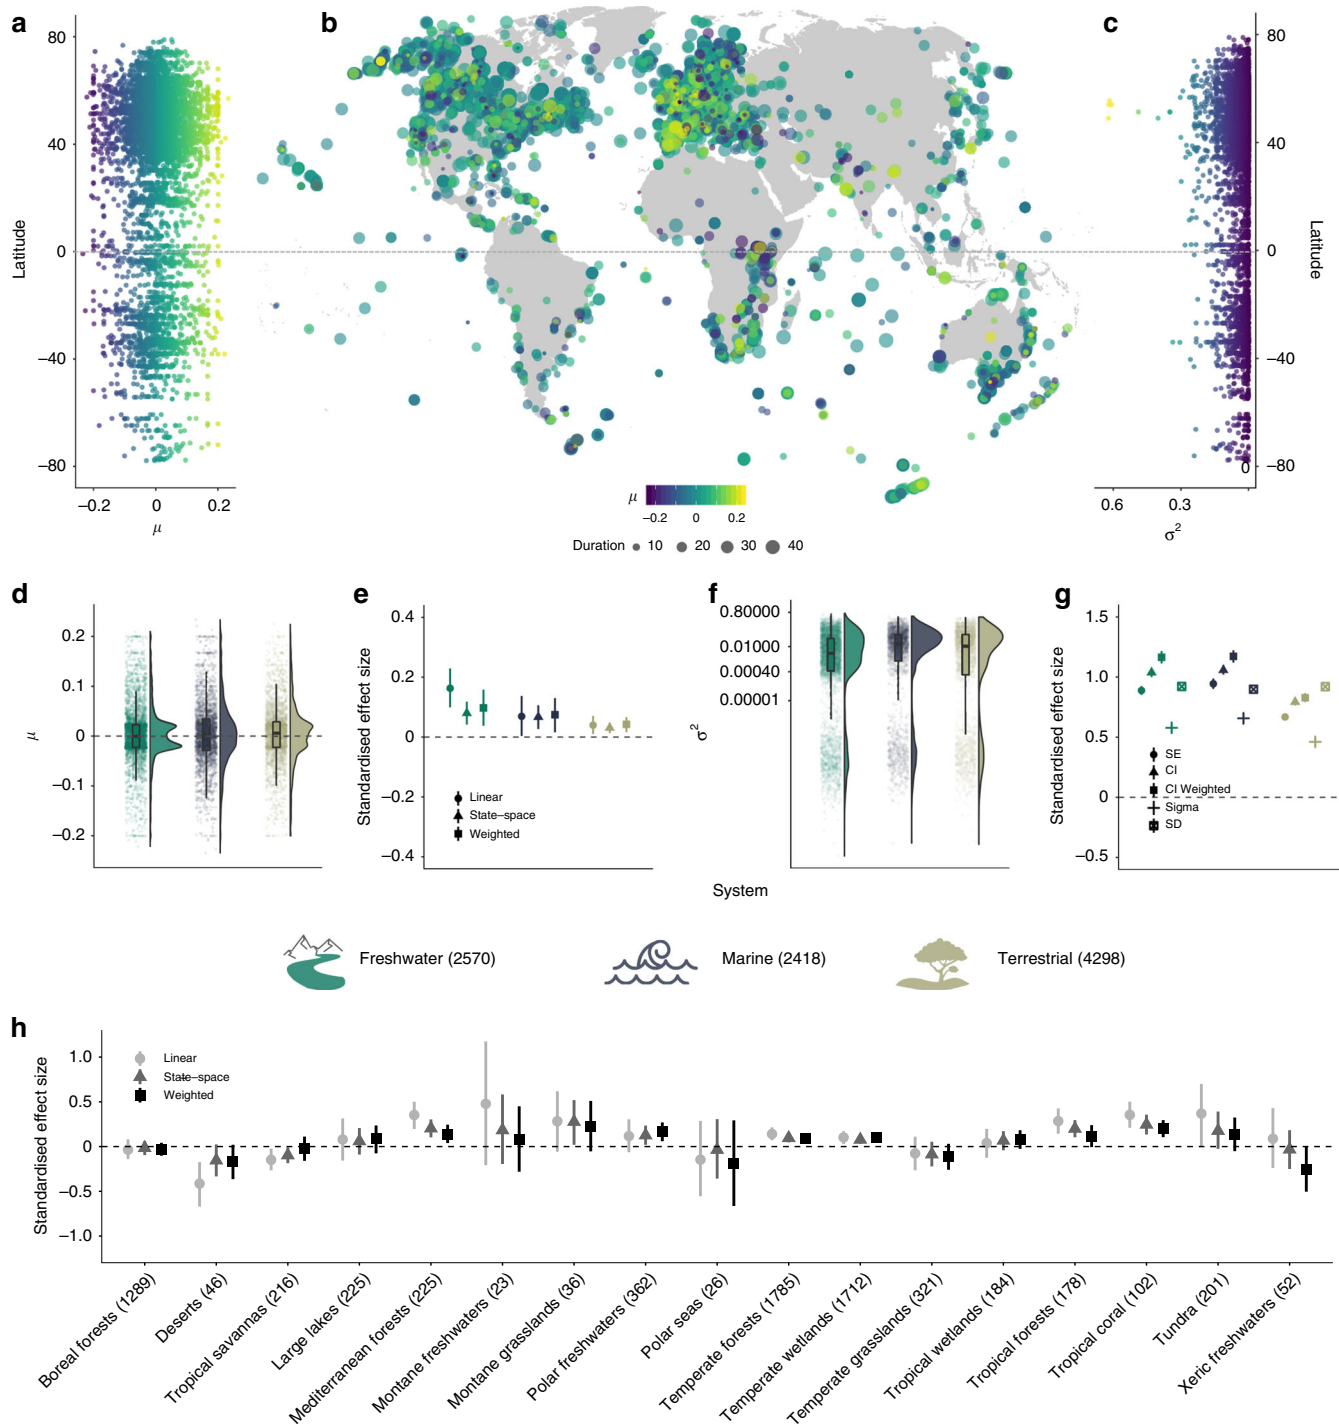 a
80
40
0
−40
−80
Latitude
−0.2
0
0.2
μ
b
μ
−0.2
0
0.2
Duration
10
20
30
40
c
80
40
0
−40
−80
Latitude
0
0.6
0.3
σ²
d
0.2
0.1
0
−0.1
−0.2
μ
e
0.4
0.2
0
−0.2
−0.4
Standardised effect size
Linear
State−space
Weighted
f
0.80000
0.01000
0.00040
0.00001
σ²
g
1.5
1.0
0.5
0
−0.5
Standardised effect size
SE
CI
CI Weighted
Sigma
SD
System
Freshwater (2570)
Marine (2418)
Terrestrial (4298)
h
1.0
0.5
0
−0.5
−1.0
Standardised effect size
Linear
State−space
Weighted
Boreal forests (1289)
Deserts (46)
Tropical savannas (216)
Large lakes (225)
Mediterranean forests (225)
Montane freshwaters (23)
Montane grasslands (36)
Polar freshwaters (362)
Polar seas (26)
Temperate forests (1785)
Temperate wetlands (1712)
Temperate grasslands (321)
Tropical wetlands (184)
Tropical forests (178)
Tropical coral (102)
Tundra (201)
Xeric freshwaters (52)